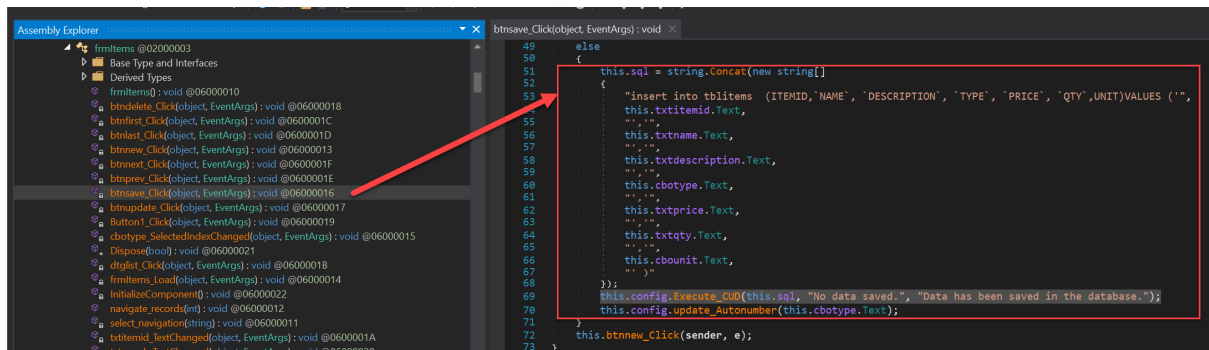 Assembly Explorer
frmItems @02000003
Base Type and Interfaces
Derived Types
frmItems() : void @06000010
btndelete_Click(object, EventArgs) : void @06000018
btnfirst_Click(object, EventArgs) : void @0600001C
btnlast_Click(object, EventArgs) : void @0600001D
btnnew_Click(object, EventArgs) : void @06000013
btnnext_Click(object, EventArgs) : void @0600001F
btnprev_Click(object, EventArgs) : void @0600001E
btnsave_Click(object, EventArgs) : void @06000016
btnupdate_Click(object, EventArgs) : void @06000017
Button1_Click(object, EventArgs) : void @06000019
cbotype_SelectedIndexChanged(object, EventArgs) : void @06000015
Dispose(bool) : void @06000021
dtglist_Click(object, EventArgs) : void @0600001B
frmItems_Load(object, EventArgs) : void @06000014
InitializeComponent() : void @06000022
navigate_records(int) : void @06000012
select_navigation(string) : void @06000011
txtitemid_TextChanged(object, EventArgs) : void @0600001A
btnsave_Click(object, EventArgs) : void
49 else
50 {
51 this.sql = string.Concat(new string[]
52 {
53 "insert into tblitems  (ITEMID,`NAME`, `DESCRIPTION`, `TYPE`, `PRICE`, `QTY`,UNIT)VALUES ('",
54 this.txtitemid.Text,
55 "','",
56 this.txtname.Text,
57 "','",
58 this.txtdescription.Text,
59 "','",
60 this.cbotype.Text,
61 "','",
62 this.txtprice.Text,
63 "','",
64 this.txtqty.Text,
65 "','",
66 this.cbounit.Text,
67 "' )"
68 });
69 this.config.Execute_CUD(this.sql, "No data saved.", "Data has been saved in the database.");
70 this.config.update_Autonumber(this.cbotype.Text);
71 }
72 this.btnnew_Click(sender, e);
73 }